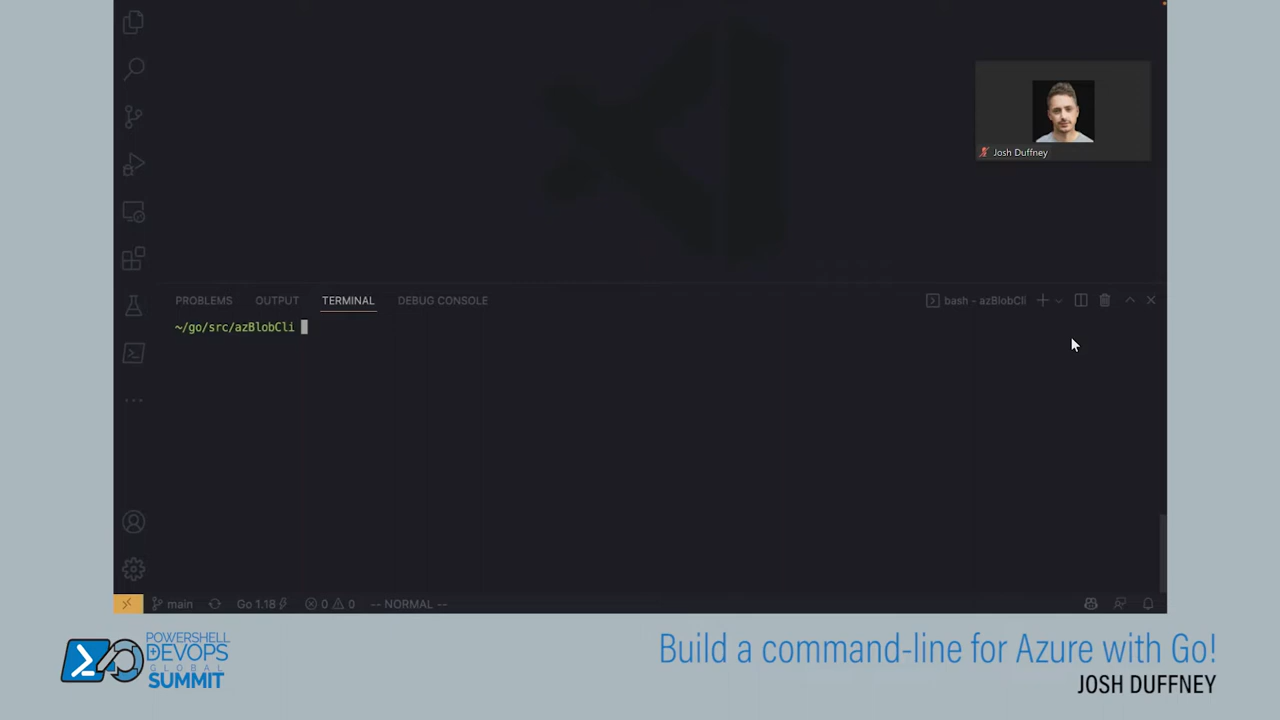 Josh Duffney
PROBLEMS OUTPUT TERMINAL DEBUG CONSOLE
bash - azBlobCli
~/go/src/azBlobCli
main Go 1.18 0 0 -- NORMAL --
POWERSHELL
DEVOPS
GLOBAL
SUMMIT
Build a command-line for Azure with Go!
JOSH DUFFNEY